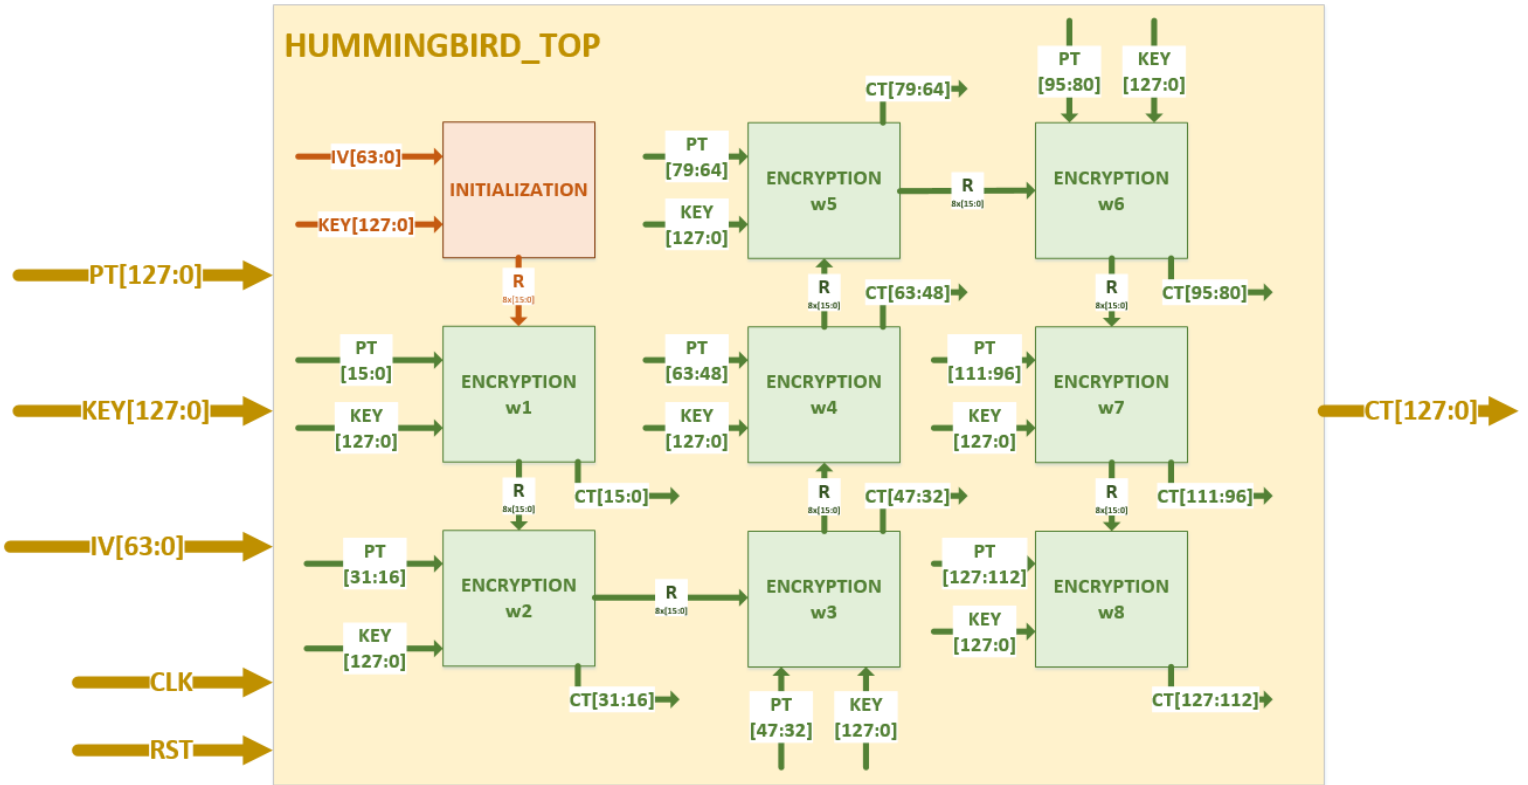 HUMMINGBIRD_TOP
PT[127:0]
KEY[127:0]
IV[63:0]
CLK
RST
CT[127:0]
IV[63:0]
KEY[127:0]
INITIALIZATION
R
8x[15:0]
PT
[15:0]
KEY
[127:0]
ENCRYPTION
w1
CT[15:0]
R
8x[15:0]
PT
[31:16]
KEY
[127:0]
ENCRYPTION
w2
CT[31:16]
R
8x[15:0]
PT
[47:32]
KEY
[127:0]
ENCRYPTION
w3
CT[47:32]
R
8x[15:0]
PT
[63:48]
KEY
[127:0]
ENCRYPTION
w4
CT[63:48]
R
8x[15:0]
PT
[79:64]
KEY
[127:0]
ENCRYPTION
w5
CT[79:64]
R
8x[15:0]
PT
[95:80]
KEY
[127:0]
ENCRYPTION
w6
CT[95:80]
R
8x[15:0]
PT
[111:96]
KEY
[127:0]
ENCRYPTION
w7
CT[111:96]
R
8x[15:0]
PT
[127:112]
KEY
[127:0]
ENCRYPTION
w8
CT[127:112]